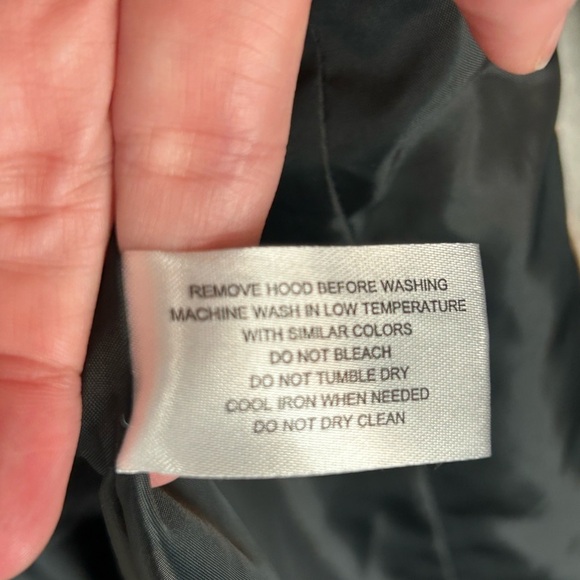 REMOVE HOOD BEFORE WASHING
MACHINE WASH IN LOW TEMPERATURE
WITH SIMILAR COLORS
DO NOT BLEACH
DO NOT TUMBLE DRY
COOL IRON WHEN NEEDED
DO NOT DRY CLEAN